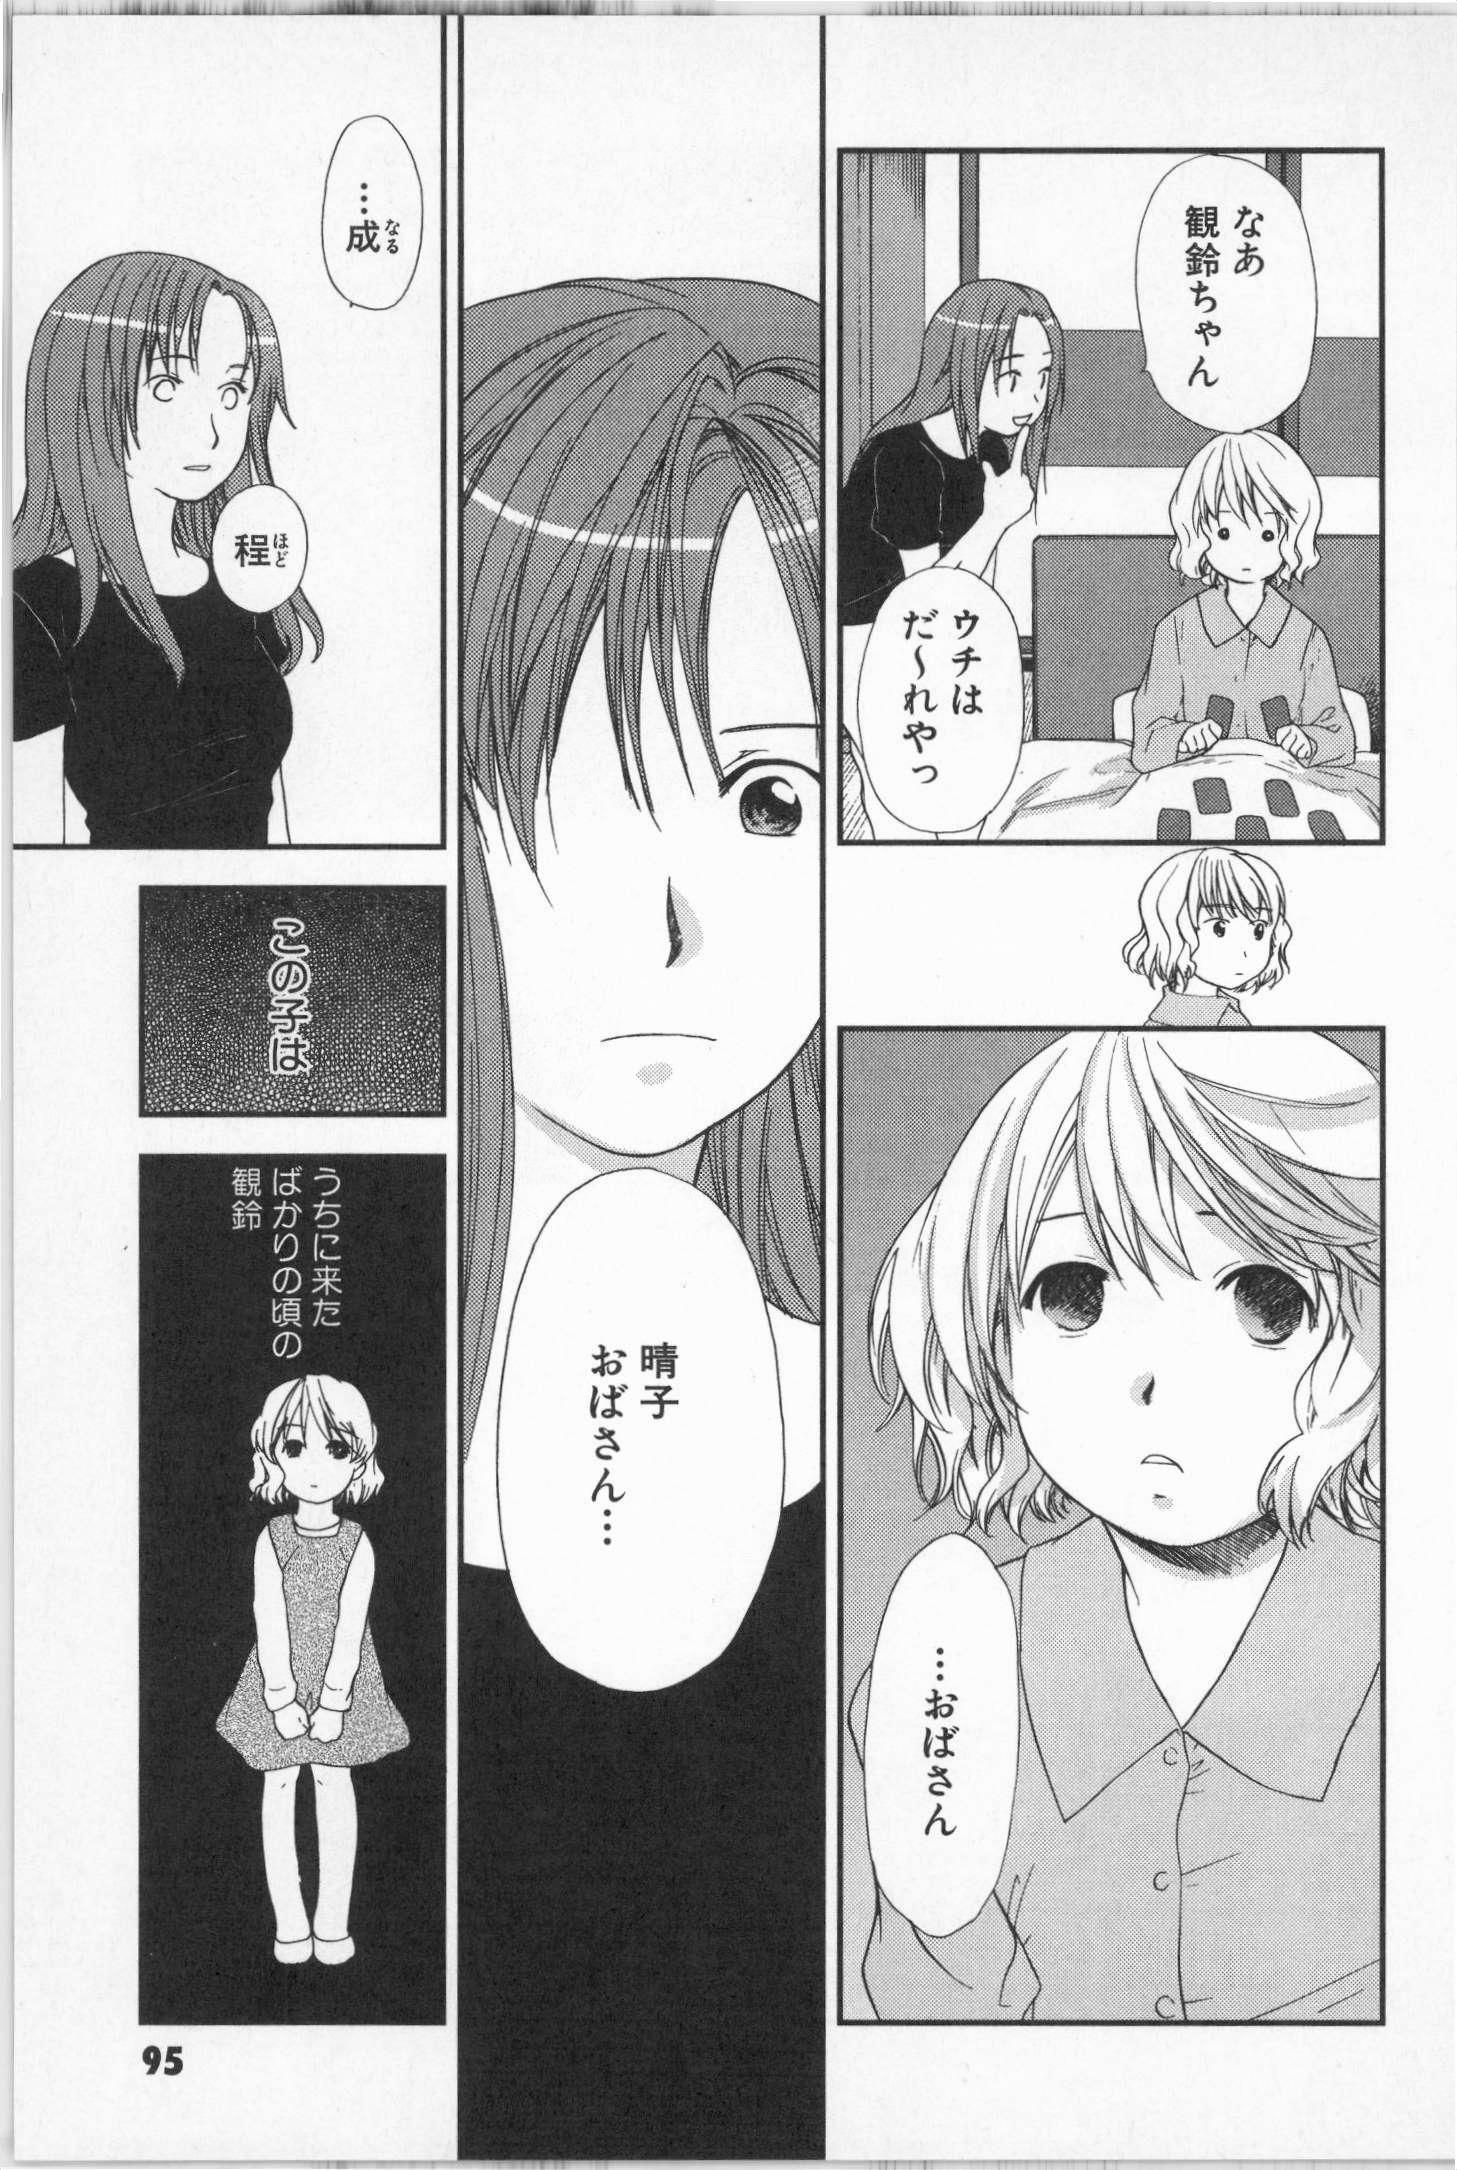 なあ
観鈴ちゃん
ウチは
だ～れやっ
…おばさん
晴子
おばさん…
…成
なる
程
ほど
この子は
うちに来た
ばかりの頃の
観鈴
95